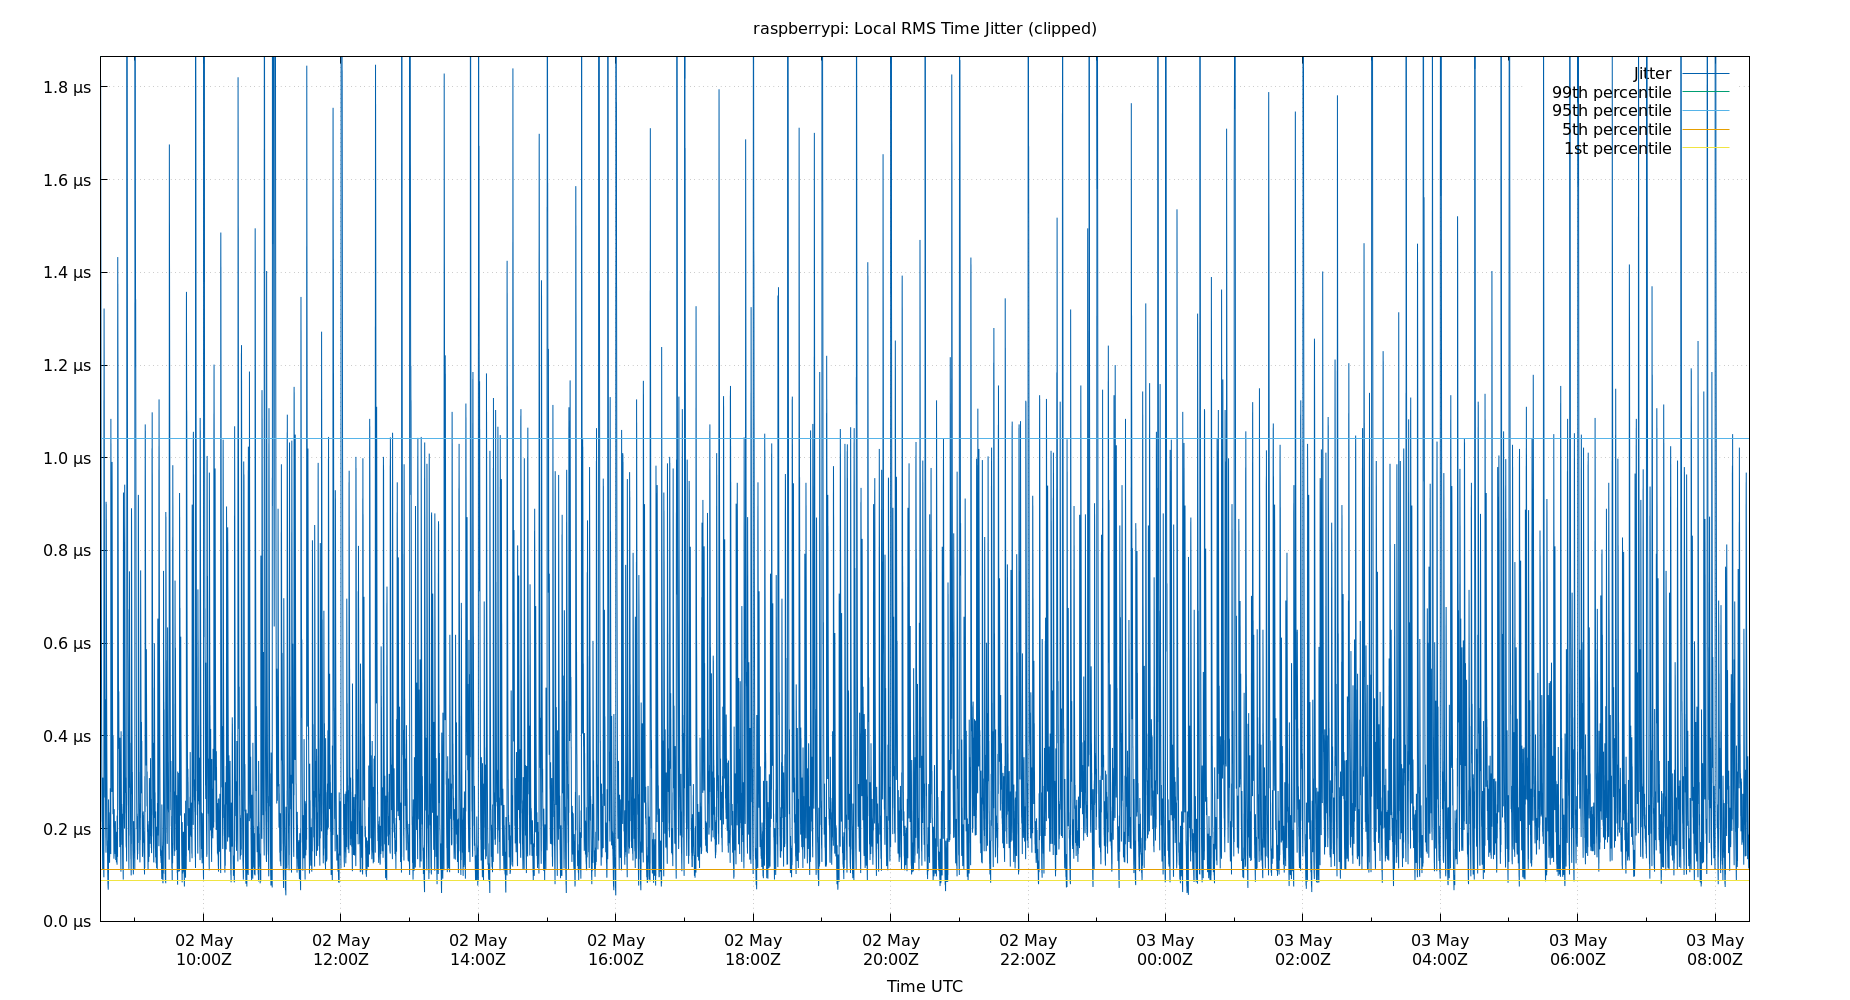 raspberrypi: Local RMS Time Jitter (clipped)
Jitter
99th percentile
95th percentile
5th percentile
1st percentile
1.8 μs
1.6 μs
1.4 μs
1.2 μs
1.0 μs
0.8 μs
0.6 μs
0.4 μs
0.2 μs
0.0 μs
02 May 02 May 02 May 02 May 02 May 02 May 02 May 03 May 03 May 03 May 03 May 03 May
10:00Z 12:00Z 14:00Z 16:00Z 18:00Z 20:00Z 22:00Z 00:00Z 02:00Z 04:00Z 06:00Z 08:00Z
Time UTC